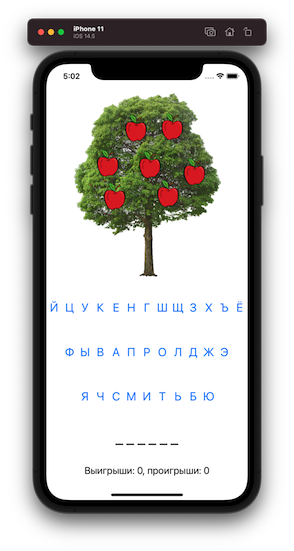 iPhone 11
iOS 14.5
5:02
Й Ц У К Е Н Г Ш Щ З Х Ъ Ё
Ф Ы В А П Р О Л Д Ж Э
Я Ч С М И Т Ь Б Ю
_ _ _ _ _ _
Выигрыши: 0, проигрыши: 0